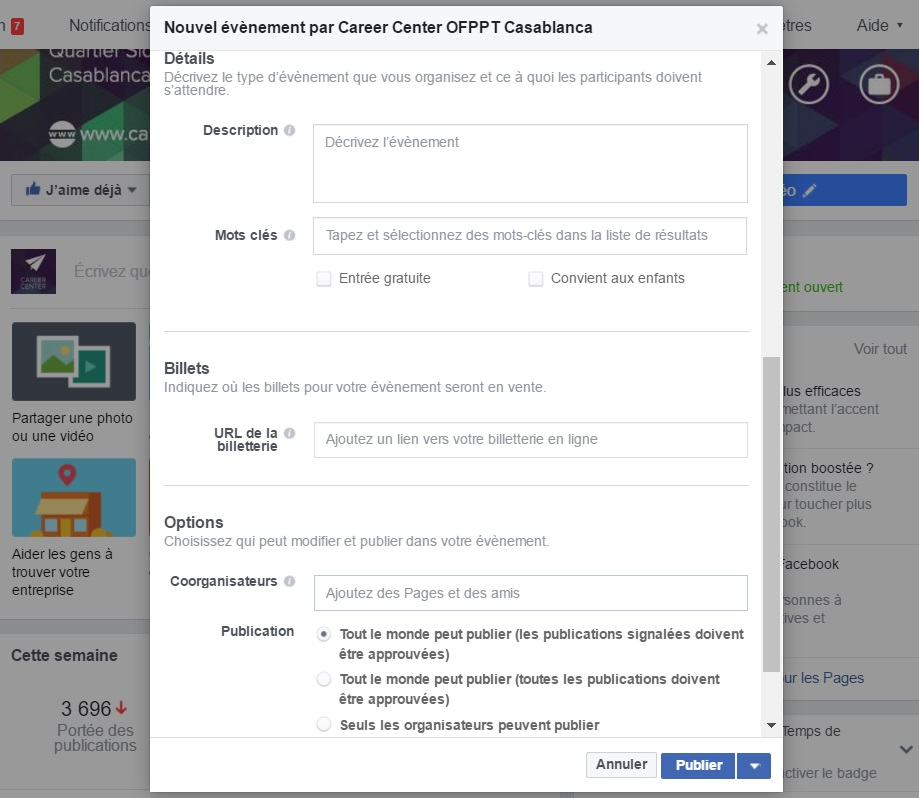 7
Notifications
Aide
Nouvel évènement par Career Center OFPPT Casablanca
Détails
Décrivez le type d’évènement que vous organisez et ce à quoi les participants doivent
s’attendre.
Casablanca
www www.ca
Description
Décrivez l’évènement
J’aime déjà
Mots clés
Tapez et sélectionnez des mots-clés dans la liste de résultats
Entrée gratuite
Convient aux enfants
CAREER
CENTER
Écrivez qu
ent ouvert
Voir tout
Billets
Indiquez où les billets pour votre évènement seront en vente.
lus efficaces
mettant l’accent
mpact.
Partager une photo
ou une vidéo
URL de la
billetterie
Ajoutez un lien vers votre billetterie en ligne
tion boostée ?
constitue le
ur toucher plus
ook.
Options
Choisissez qui peut modifier et publier dans votre évènement.
Aider les gens à
trouver votre
entreprise
Coorganisateurs
Ajoutez des Pages et des amis
Facebook
sonnes à
ives et
Publication
Tout le monde peut publier (les publications signalées doivent
être approuvées)
Tout le monde peut publier (toutes les publications doivent
être approuvées)
Seuls les organisateurs peuvent publier
Cette semaine
3 696
Portée des
publications
ur les Pages
Temps de
ctiver le badge
Annuler
Publier